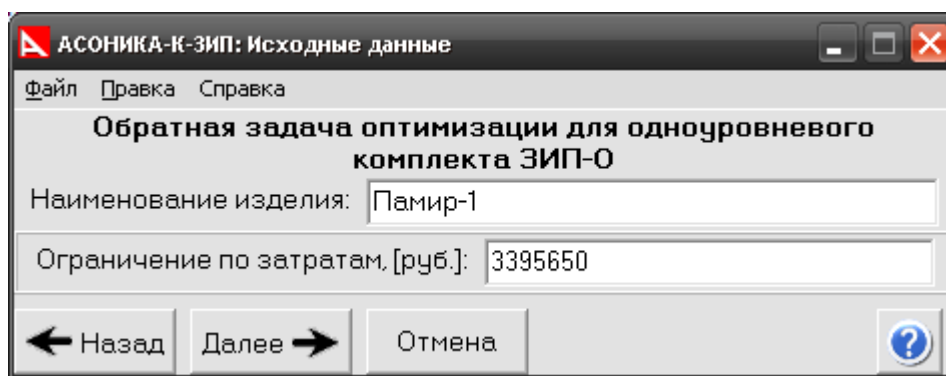 АСОНИКА-К-ЗИП: Исходные данные
Файл Правка Справка
Обратная задача оптимизации для одноуровневого
комплекта ЗИП-О
Наименование изделия: Памир-1
Ограничение по затратам, [руб.]: 3395650
Назад Далее Отмена ?